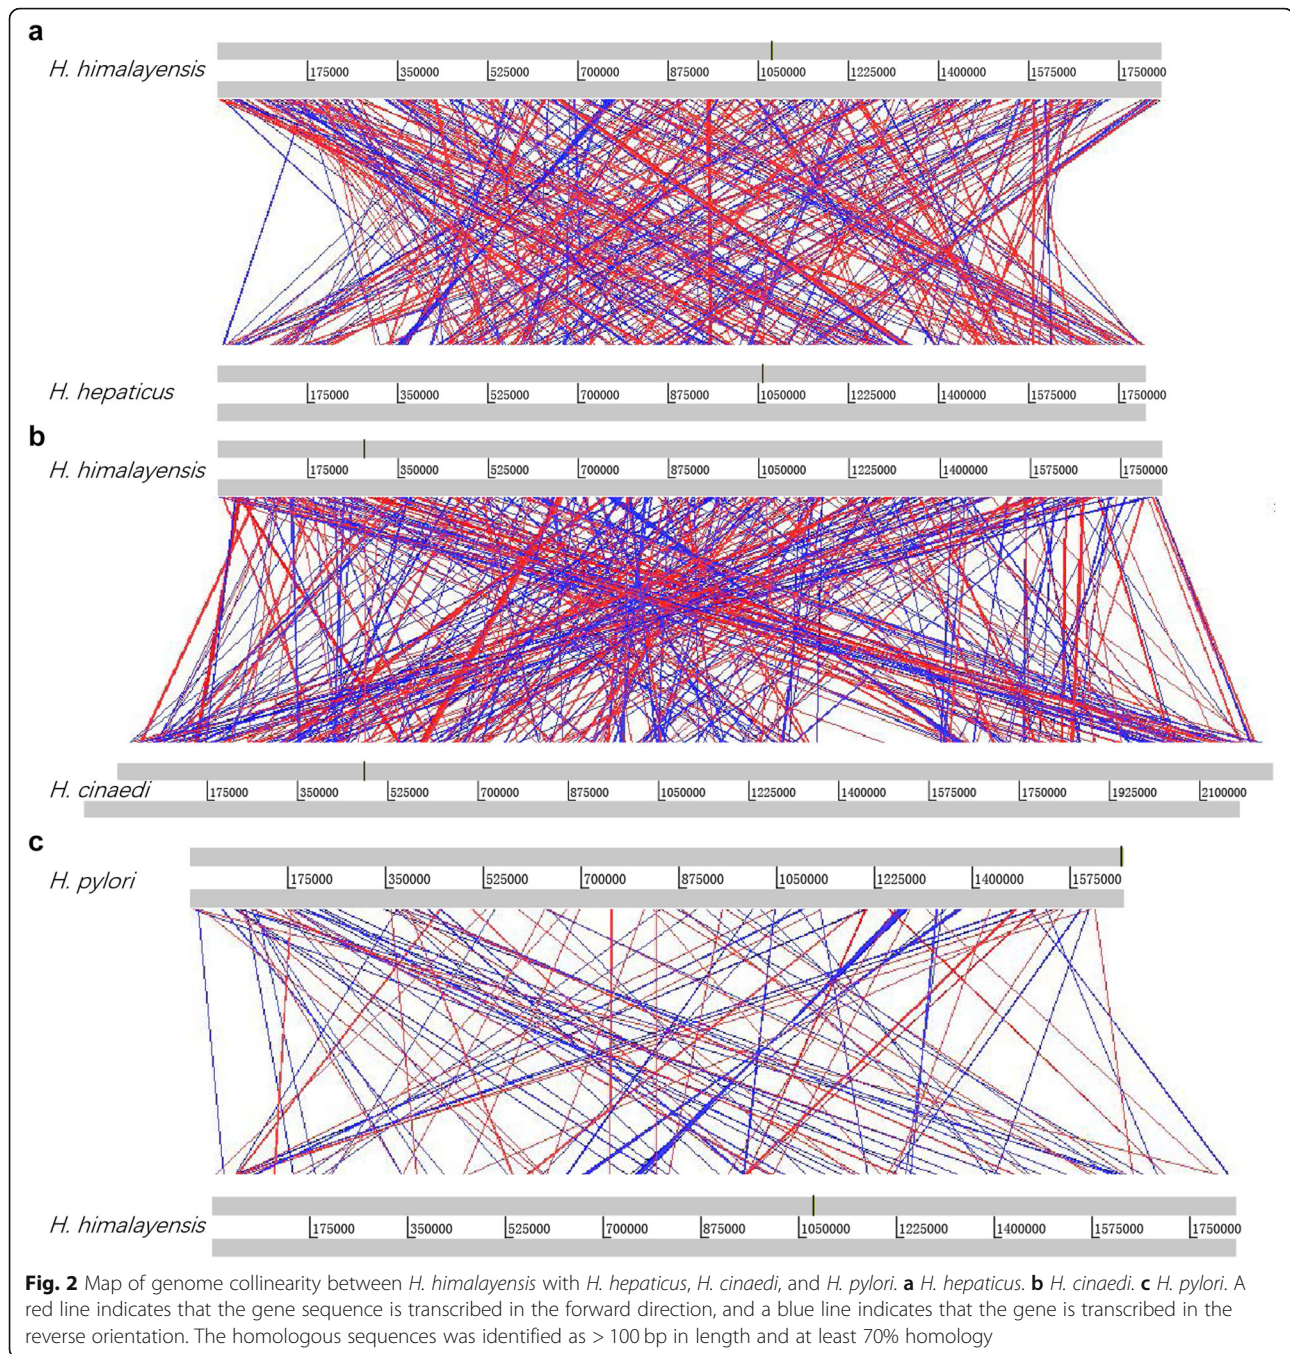 a
H. himalayensis
175000 350000 525000 700000 875000 1050000 1225000 1400000 1575000 1750000
H. hepaticus
175000 350000 525000 700000 875000 1050000 1225000 1400000 1575000 1750000
b
H. himalayensis
175000 350000 525000 700000 875000 1050000 1225000 1400000 1575000 1750000
H. cinaedi
175000 350000 525000 700000 875000 1050000 1225000 1400000 1575000 1750000 1925000 2100000
c
H. pylori
175000 350000 525000 700000 875000 1050000 1225000 1400000 1575000
H. himalayensis
175000 350000 525000 700000 875000 1050000 1225000 1400000 1575000 1750000
Fig. 2 Map of genome collinearity between H. himalayensis with H. hepaticus, H. cinaedi, and H. pylori. a H. hepaticus. b H. cinaedi. c H. pylori. A
red line indicates that the gene sequence is transcribed in the forward direction, and a blue line indicates that the gene is transcribed in the
reverse orientation. The homologous sequences was identified as > 100 bp in length and at least 70% homology